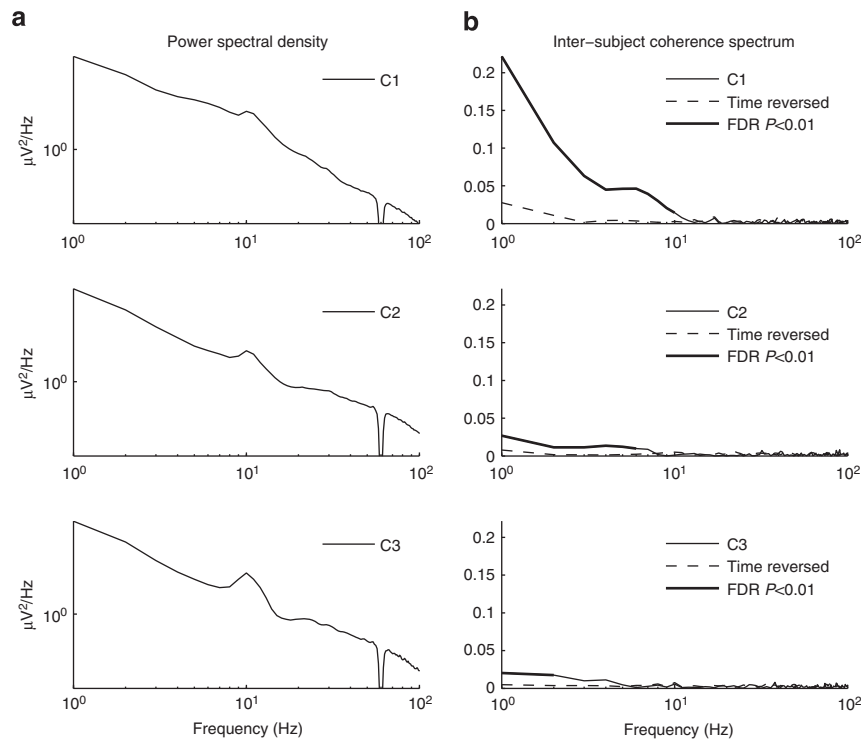 a
Power spectral density
C1
μV²/Hz
10⁰
10⁰ 10¹ 10²
C2
μV²/Hz
10⁰
10⁰ 10¹ 10²
C3
μV²/Hz
10⁰
10⁰ 10¹ 10²
Frequency (Hz)
b
Inter−subject coherence spectrum
0.2
0.15
0.1
0.05
0
C1
Time reversed
FDR P<0.01
10⁰ 10¹ 10²
0.2
0.15
0.1
0.05
0
C2
Time reversed
FDR P<0.01
10⁰ 10¹ 10²
0.2
0.15
0.1
0.05
0
C3
Time reversed
FDR P<0.01
10⁰ 10¹ 10²
Frequency (Hz)